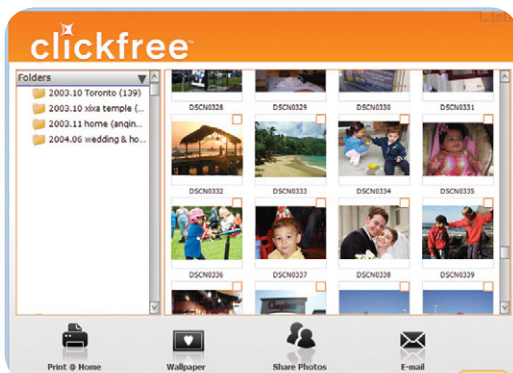 clickfree™
Folders
2003.10 Toronto (139)
2003.10 xixa temple (...
2003.11 home (anqin...
2004.06 wedding & ho...
DSCN0328 DSCN0329 DSCN0330 DSCN0331
DSCN0332 DSCN0333 DSCN0334 DSCN0335
DSCN0336 DSCN0337 DSCN0338 DSCN0339
Print @ Home Wallpaper Share Photos E-mail